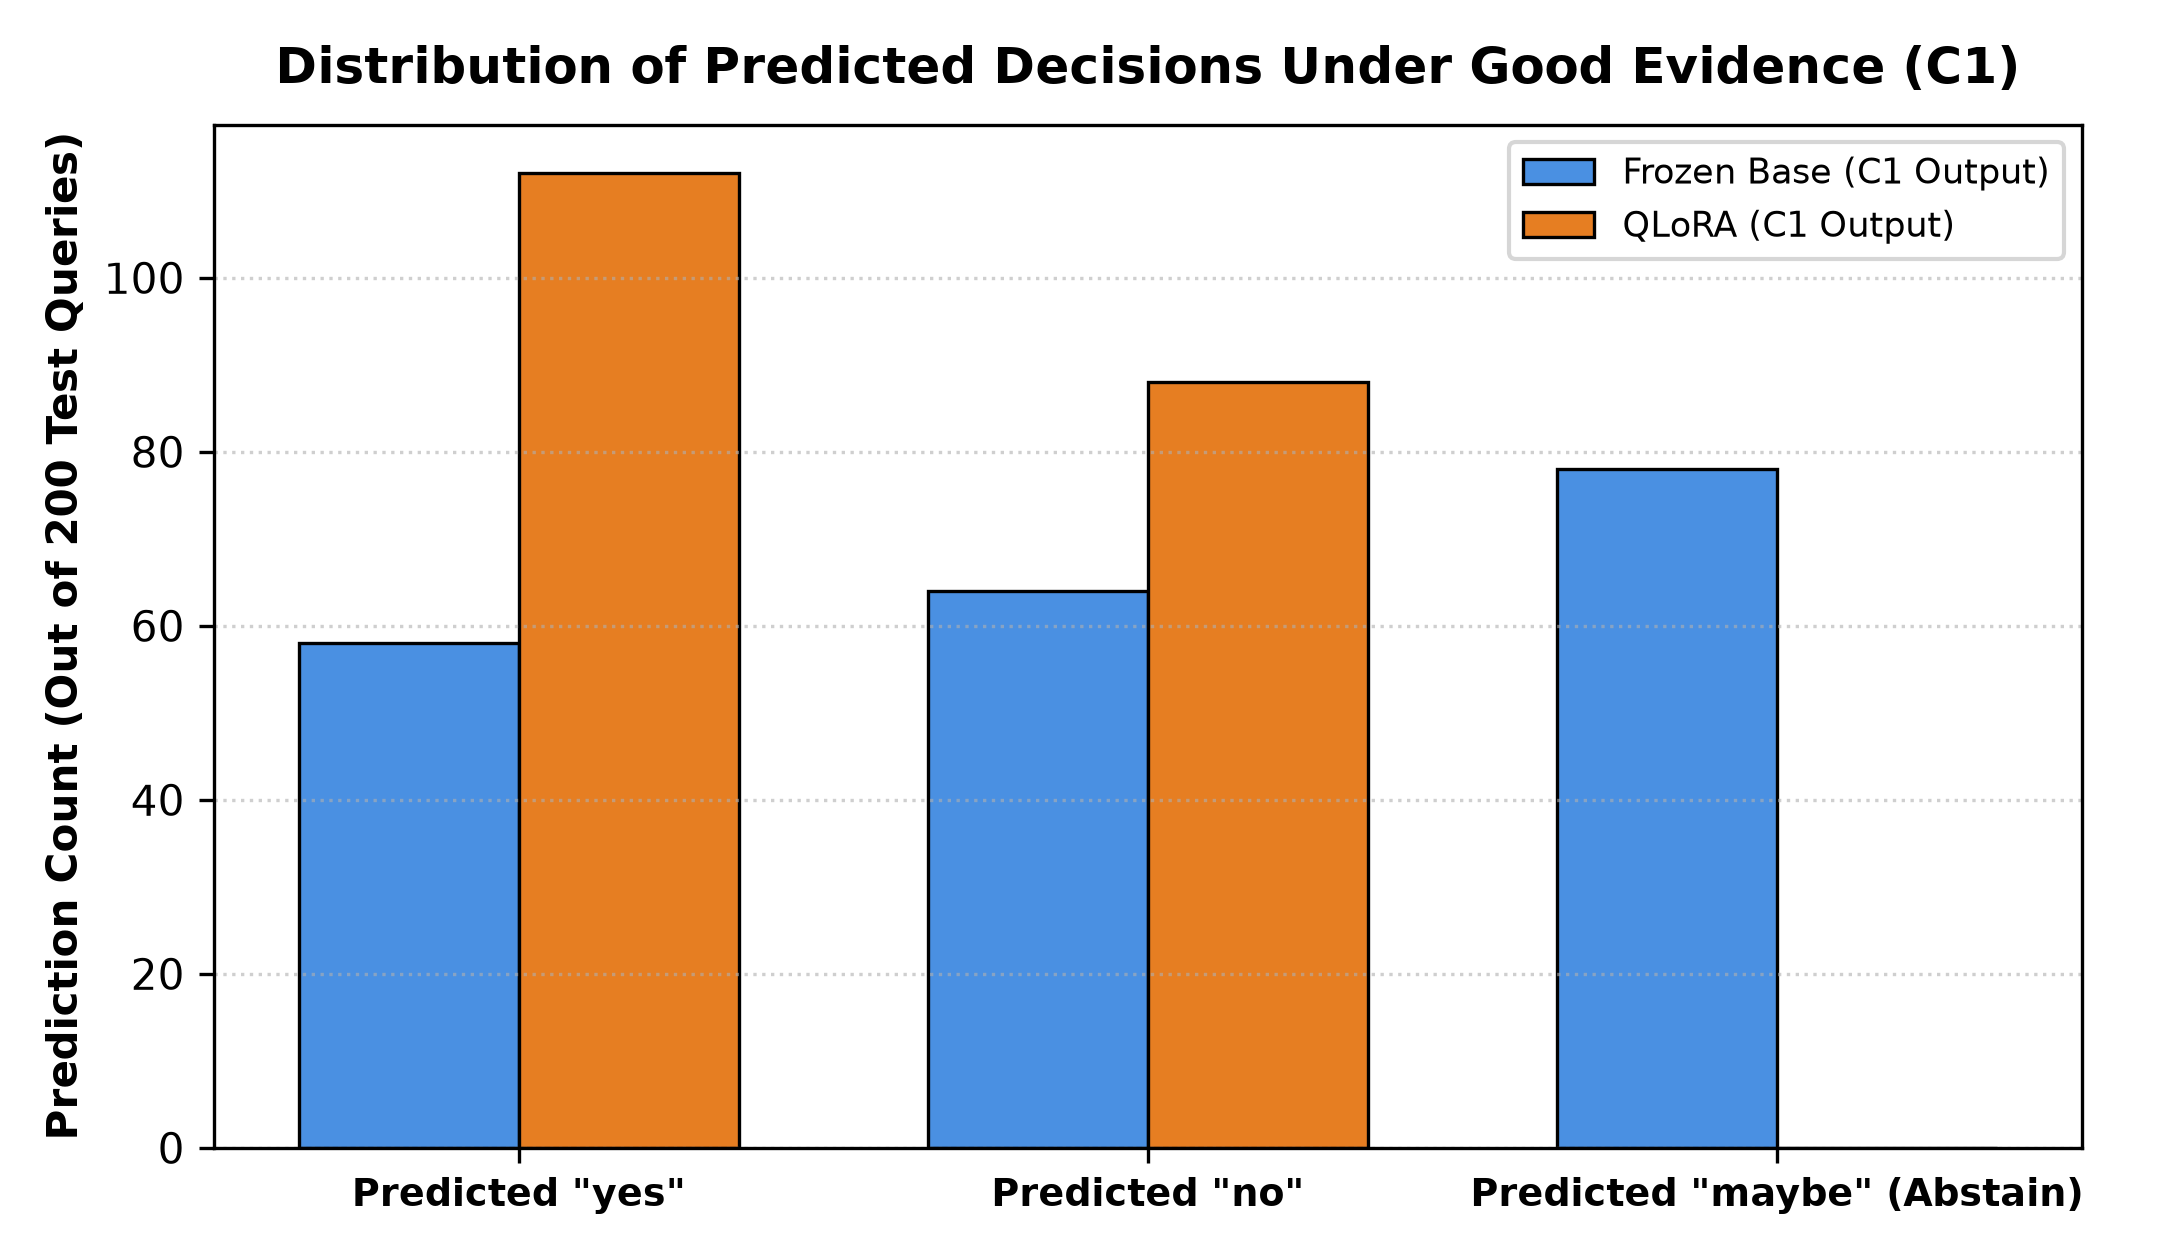 Distribution of Predicted Decisions Under Good Evidence (C1)
Prediction Count (Out of 200 Test Queries)
Frozen Base (C1 Output)
QLoRA (C1 Output)
100
80
60
40
20
0
Predicted "yes"
Predicted "no"
Predicted "maybe" (Abstain)